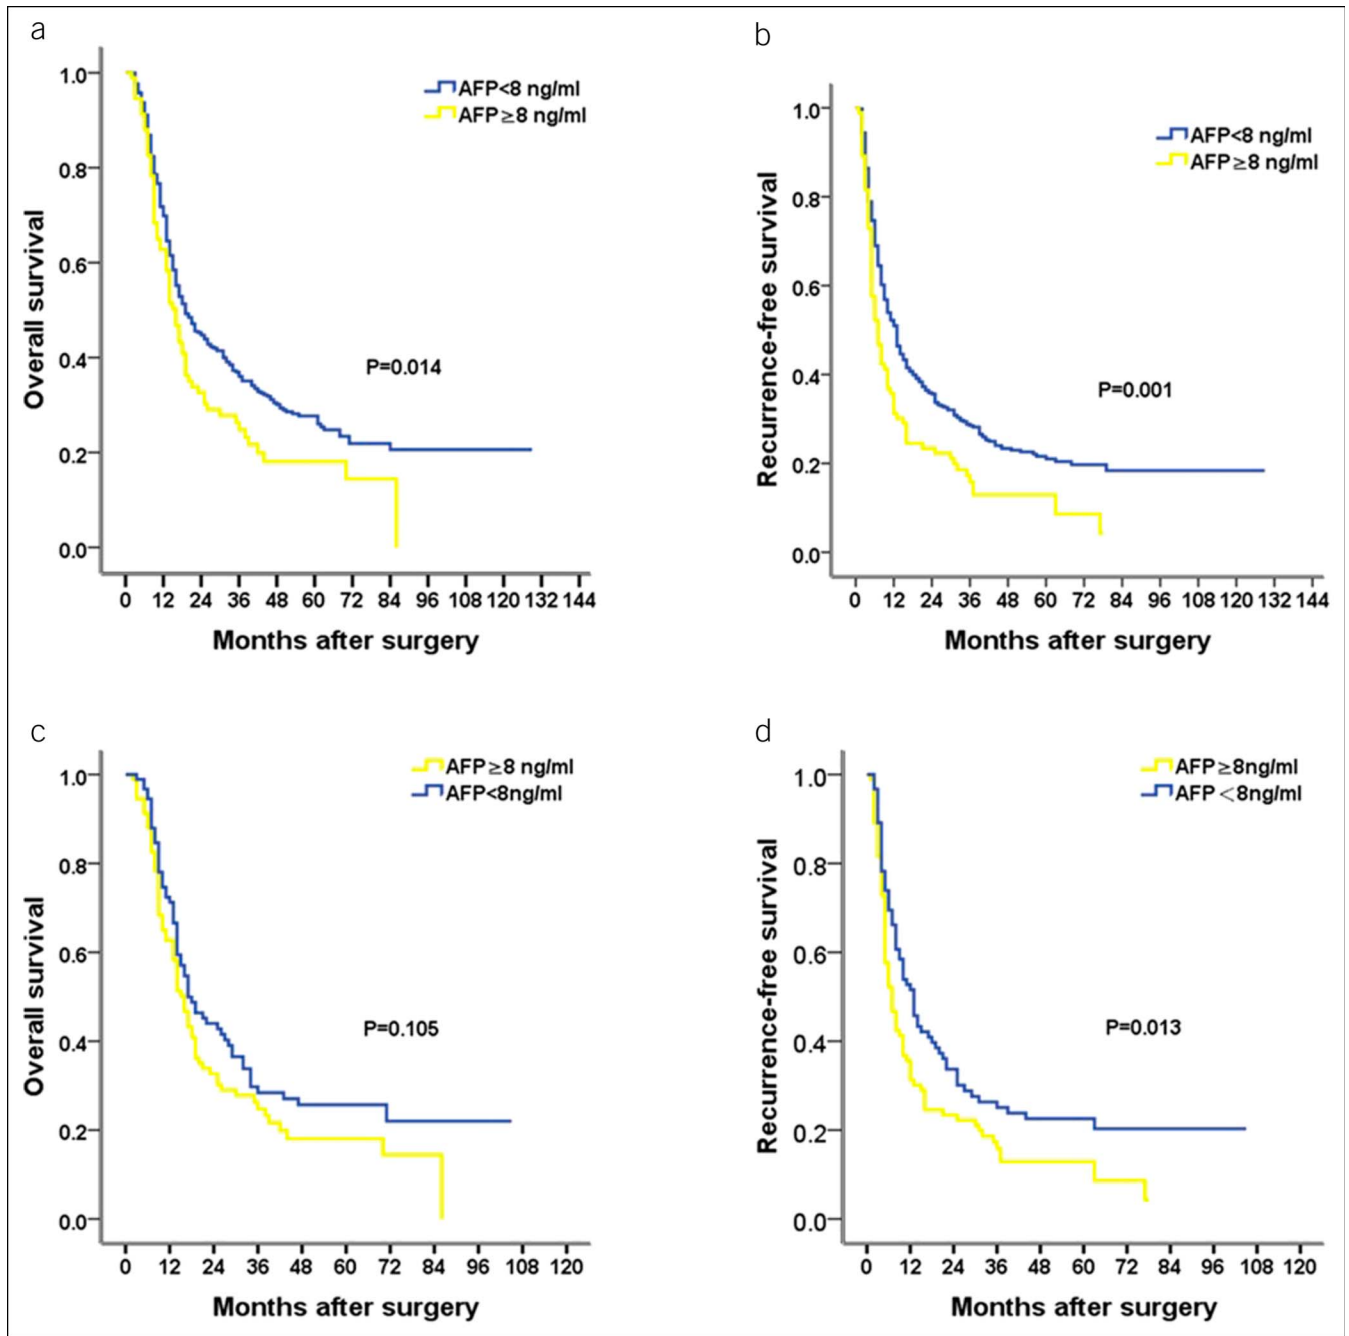 a
1.0
0.8
0.6
0.4
0.2
0.0
Overall survival
AFP<8 ng/ml
AFP≥8 ng/ml
P=0.014
0 12 24 36 48 60 72 84 96 108 120 132 144
Months after surgery
b
1.0
0.8
0.6
0.4
0.2
0.0
Recurrence-free survival
AFP<8 ng/ml
AFP≥8 ng/ml
P=0.001
0 12 24 36 48 60 72 84 96 108 120 132 144
Months after surgery
c
1.0
0.8
0.6
0.4
0.2
0.0
Overall survival
AFP≥8 ng/ml
AFP<8ng/ml
P=0.105
0 12 24 36 48 60 72 84 96 108 120
Months after surgery
d
1.0
0.8
0.6
0.4
0.2
0.0
Recurrence-free survival
AFP≥8ng/ml
AFP＜8ng/ml
P=0.013
0 12 24 36 48 60 72 84 96 108 120
Months after surgery